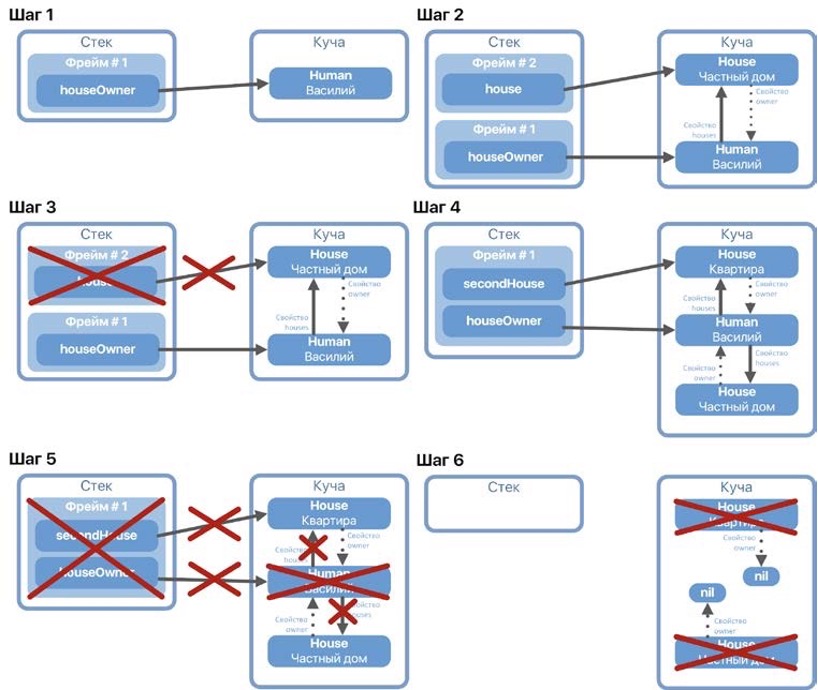 Шаг 1
Стек
Фрейм # 1
houseOwner
Куча
Human
Василий
Шаг 2
Стек
Фрейм # 2
house
Фрейм # 1
houseOwner
Куча
House
Частный дом
Свойство
owner
Свойство
houses
Human
Василий
Шаг 3
Стек
Фрейм # 2
house
Фрейм # 1
houseOwner
Куча
House
Частный дом
Свойство
owner
Свойство
houses
Human
Василий
Шаг 4
Стек
Фрейм # 1
secondHouse
houseOwner
Куча
House
Квартира
Свойство
owner
Свойство
houses
Human
Василий
Свойство
houses
Свойство
owner
House
Частный дом
Шаг 5
Стек
Фрейм # 1
secondHouse
houseOwner
Куча
House
Квартира
Свойство
owner
Свойство
houses
Human
Василий
Свойство
houses
Свойство
owner
House
Частный дом
Шаг 6
Стек
Куча
House
Квартира
Свойство
owner
nil
nil
Свойство
owner
House
Частный дом